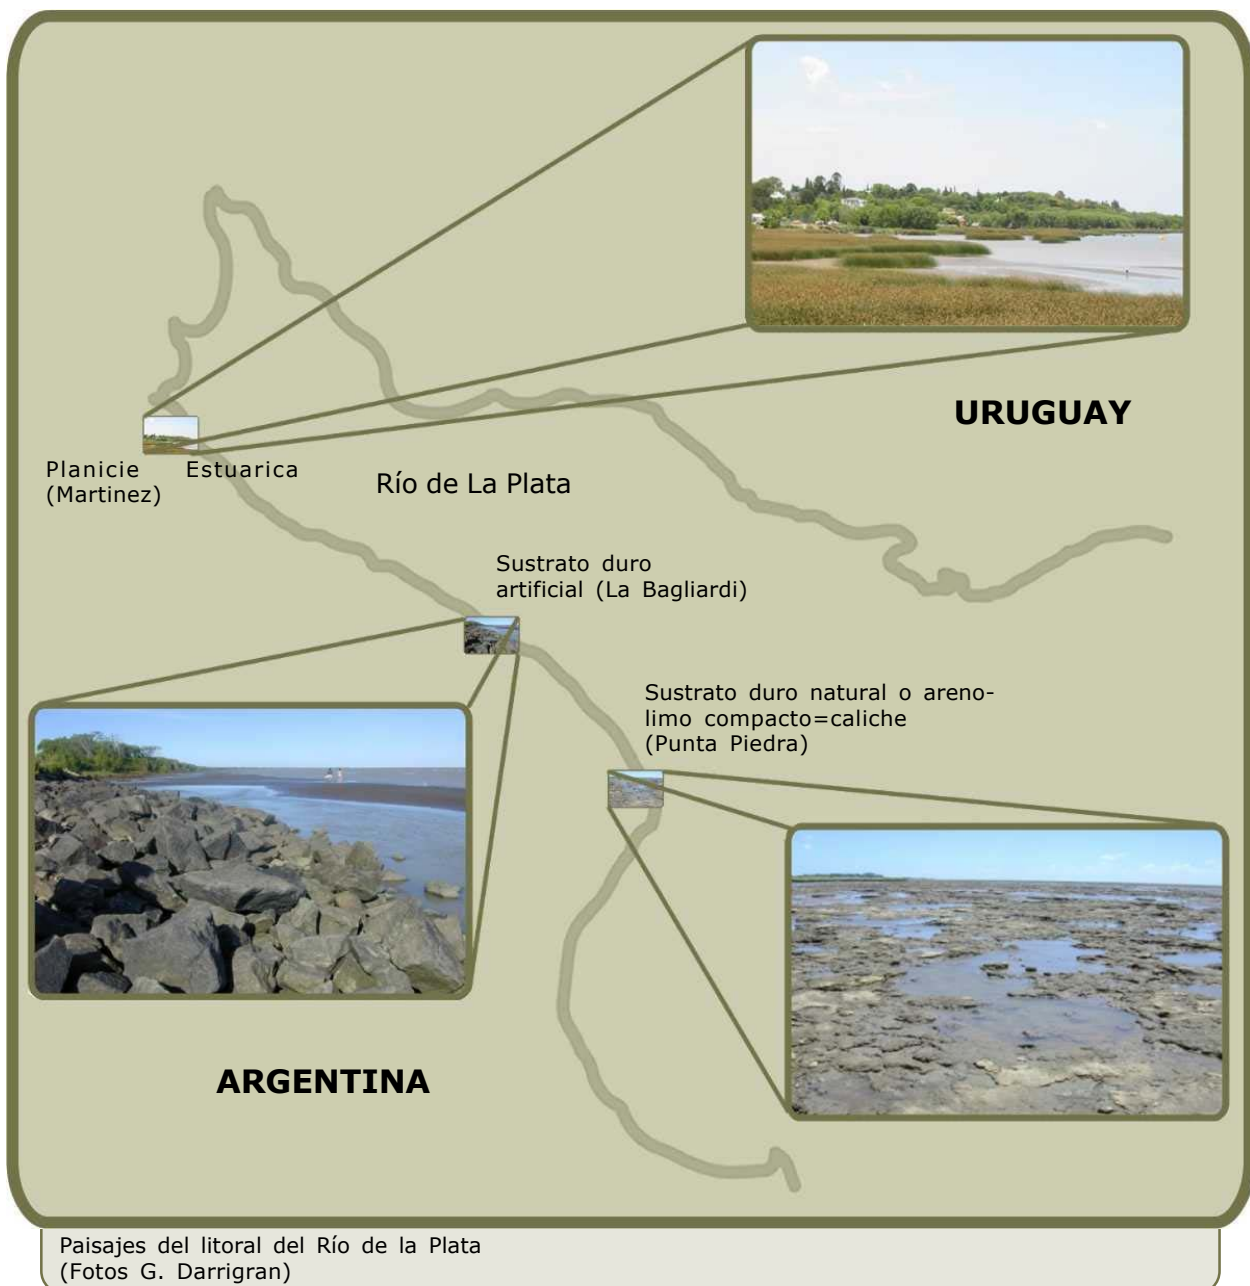 URUGUAY
Planicie Estuarica
(Martinez)
Río de La Plata
Sustrato duro
artificial (La Bagliardi)
Sustrato duro natural o areno-
limo compacto=caliche
(Punta Piedra)
ARGENTINA
Paisajes del litoral del Río de la Plata
(Fotos G. Darrigran)